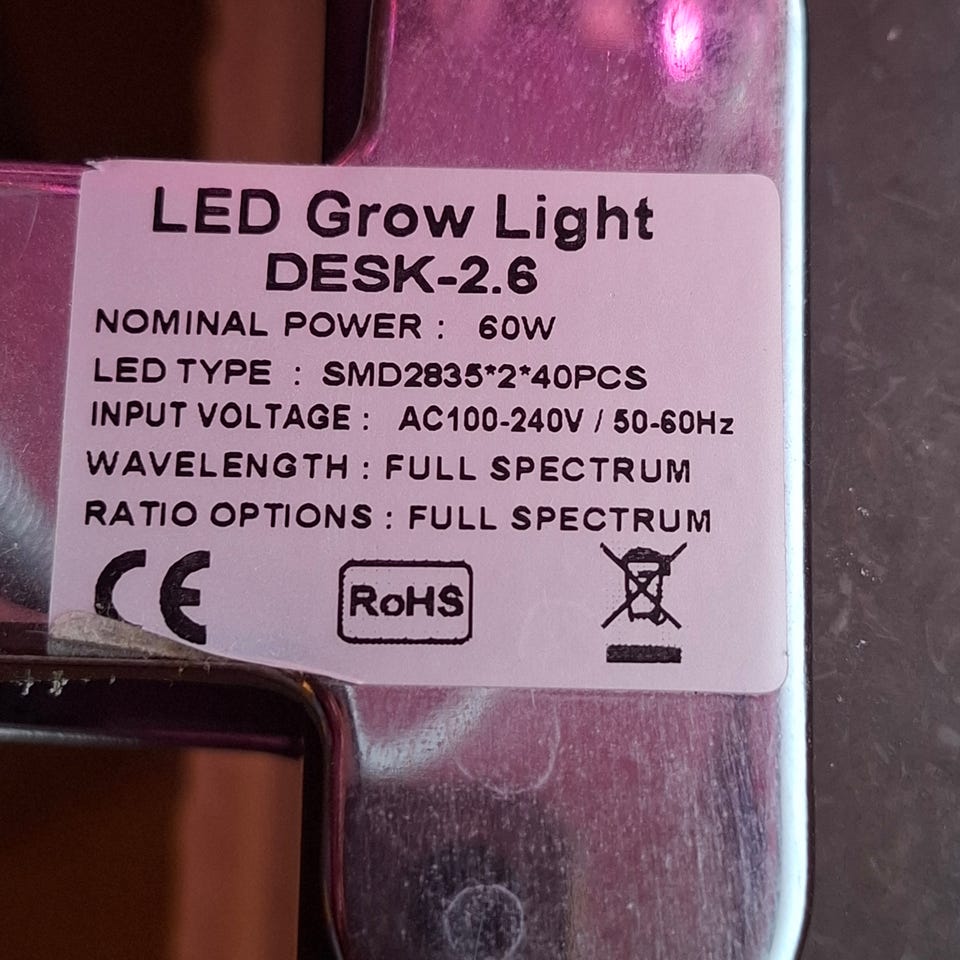 LED Grow Light
DESK-2.6
NOMINAL POWER : 60W
LED TYPE : SMD2835*2*40PCS
INPUT VOLTAGE : AC100-240V / 50-60Hz
WAVELENGTH : FULL SPECTRUM
RATIO OPTIONS : FULL SPECTRUM
CE RoHS